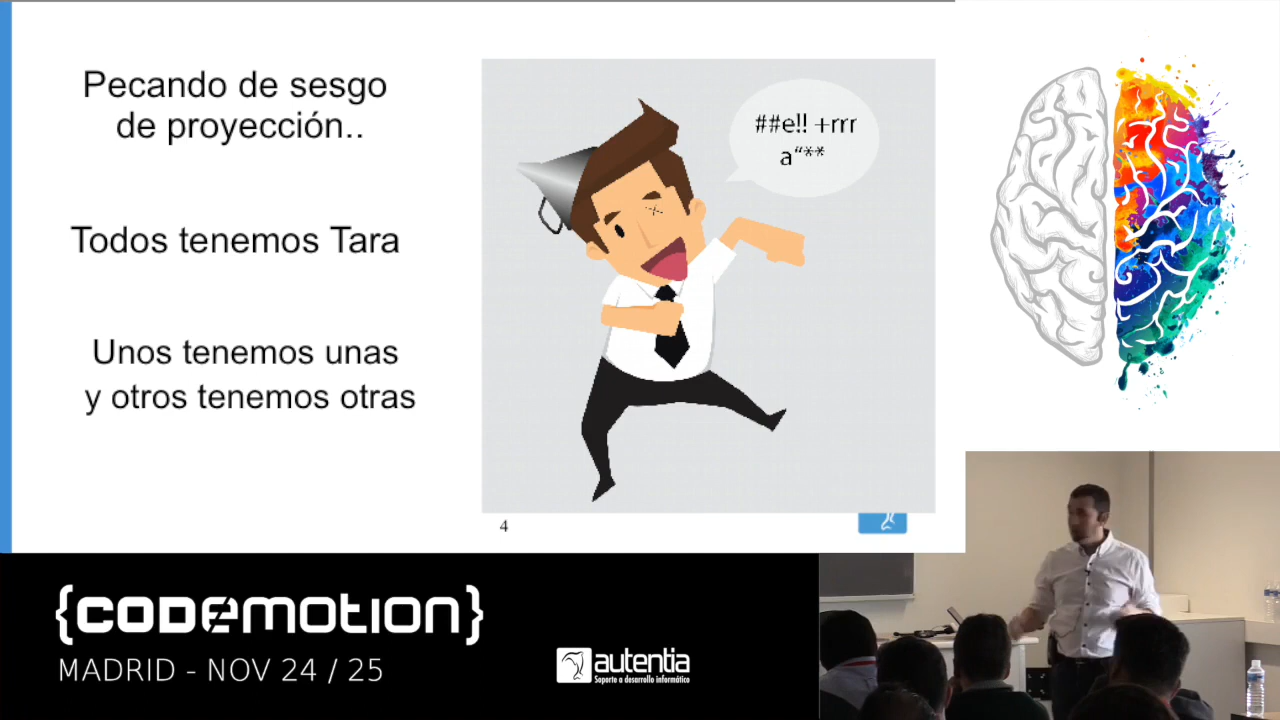 Pecando de sesgo
de proyección..
Todos tenemos Tara
Unos tenemos unas
y otros tenemos otras
##e!! +rrr
a“**
4
{CODEMOTION}
MADRID - NOV 24 / 25
autentia
Soporte a desarrollo informático